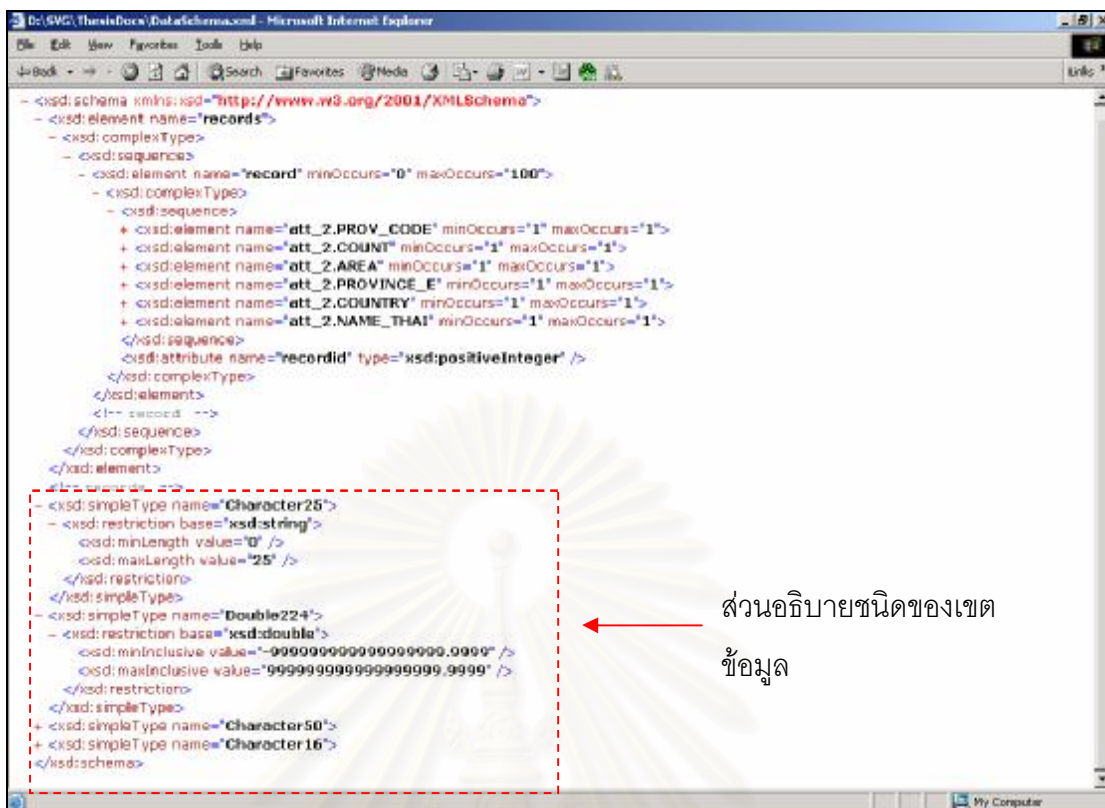 D:\SVG\ThesisDocs\DataSchema.xml - Microsoft Internet Explorer
File Edit View Favorites Tools Help
Back Search Favorites Media Links
- <xsd:schema xmlns:xsd="http://www.w3.org/2001/XMLSchema">
- <xsd:element name="records">
- <xsd:complexType>
- <xsd:sequence>
- <xsd:element name="record" minOccurs="0" maxOccurs="100">
- <xsd:complexType>
- <xsd:sequence>
+ <xsd:element name="att_2.PROV_CODE" minOccurs="1" maxOccurs="1">
+ <xsd:element name="att_2.COUNT" minOccurs="1" maxOccurs="1">
+ <xsd:element name="att_2.AREA" minOccurs="1" maxOccurs="1">
+ <xsd:element name="att_2.PROVINCE_E" minOccurs="1" maxOccurs="1">
+ <xsd:element name="att_2.COUNTRY" minOccurs="1" maxOccurs="1">
+ <xsd:element name="att_2.NAME_THAI" minOccurs="1" maxOccurs="1">
</xsd:sequence>
<xsd:attribute name="recordid" type="xsd:positiveInteger" />
</xsd:complexType>
</xsd:element>
<!-- record -->
</xsd:sequence>
</xsd:complexType>
</xsd:element>
<!-- records -->
- <xsd:simpleType name="Character25">
- <xsd:restriction base="xsd:string">
<xsd:minLength value="0" />
<xsd:maxLength value="25" />
</xsd:restriction>
</xsd:simpleType>
- <xsd:simpleType name="Double224">
- <xsd:restriction base="xsd:double">
<xsd:minInclusive value="-999999999999999999.9999" />
<xsd:maxInclusive value="9999999999999999999.9999" />
</xsd:restriction>
</xsd:simpleType>
+ <xsd:simpleType name="Character50">
+ <xsd:simpleType name="Character16">
</xsd:schema>
ส่วนอธิบายชนิดของเขต
ข้อมูล
My Computer